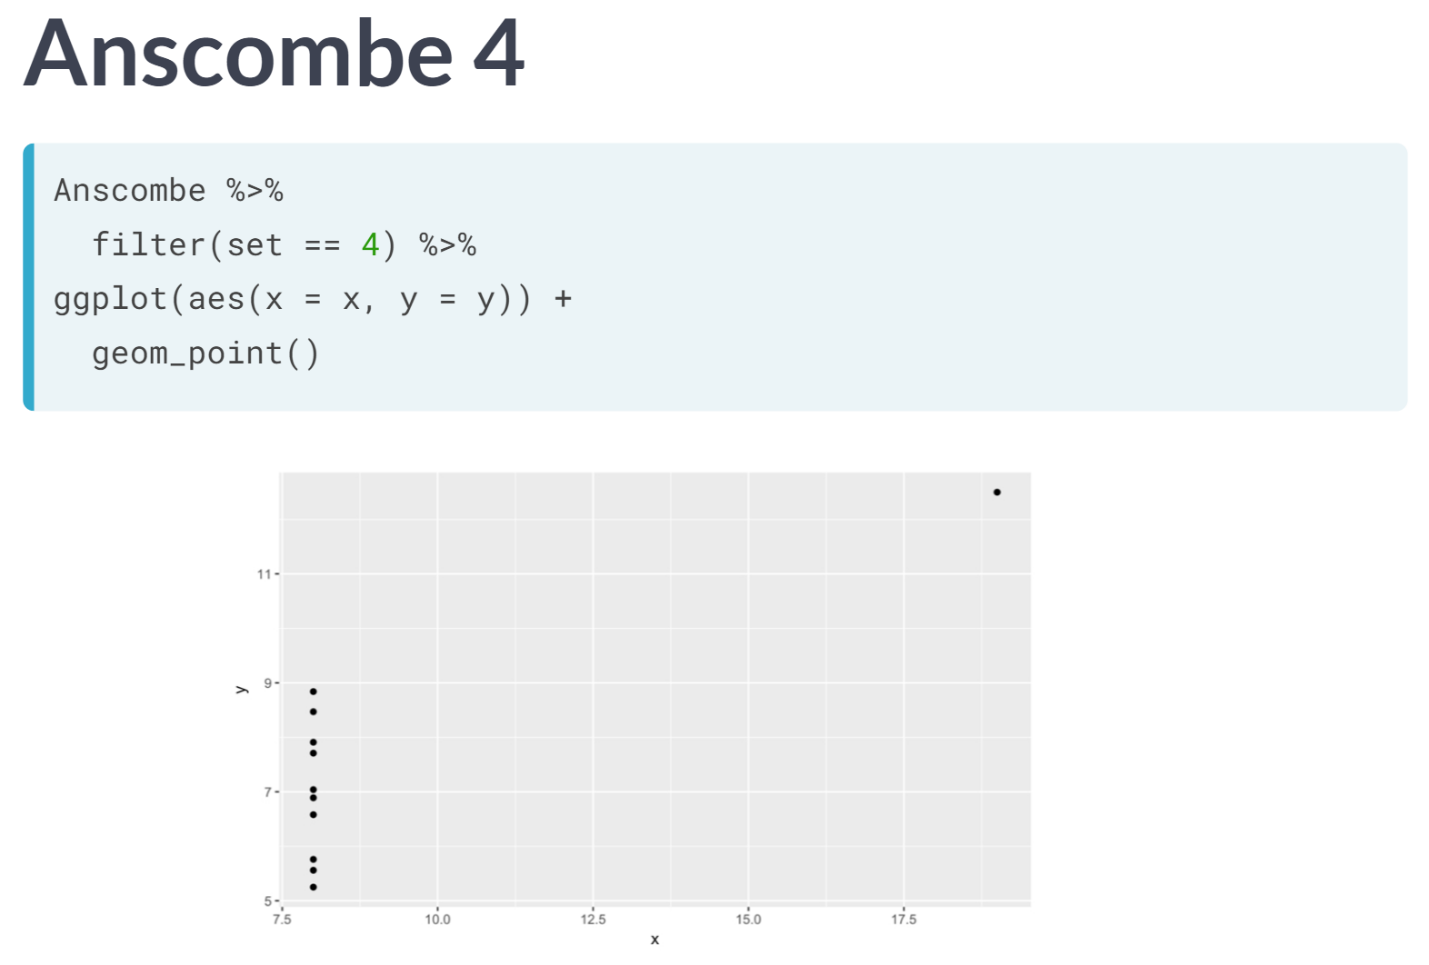 Anscombe 4
Anscombe %>%
  filter(set == 4) %>%
ggplot(aes(x = x, y = y)) +
  geom_point()
11
9
y
7
5
7.5 10.0 12.5 15.0 17.5
x